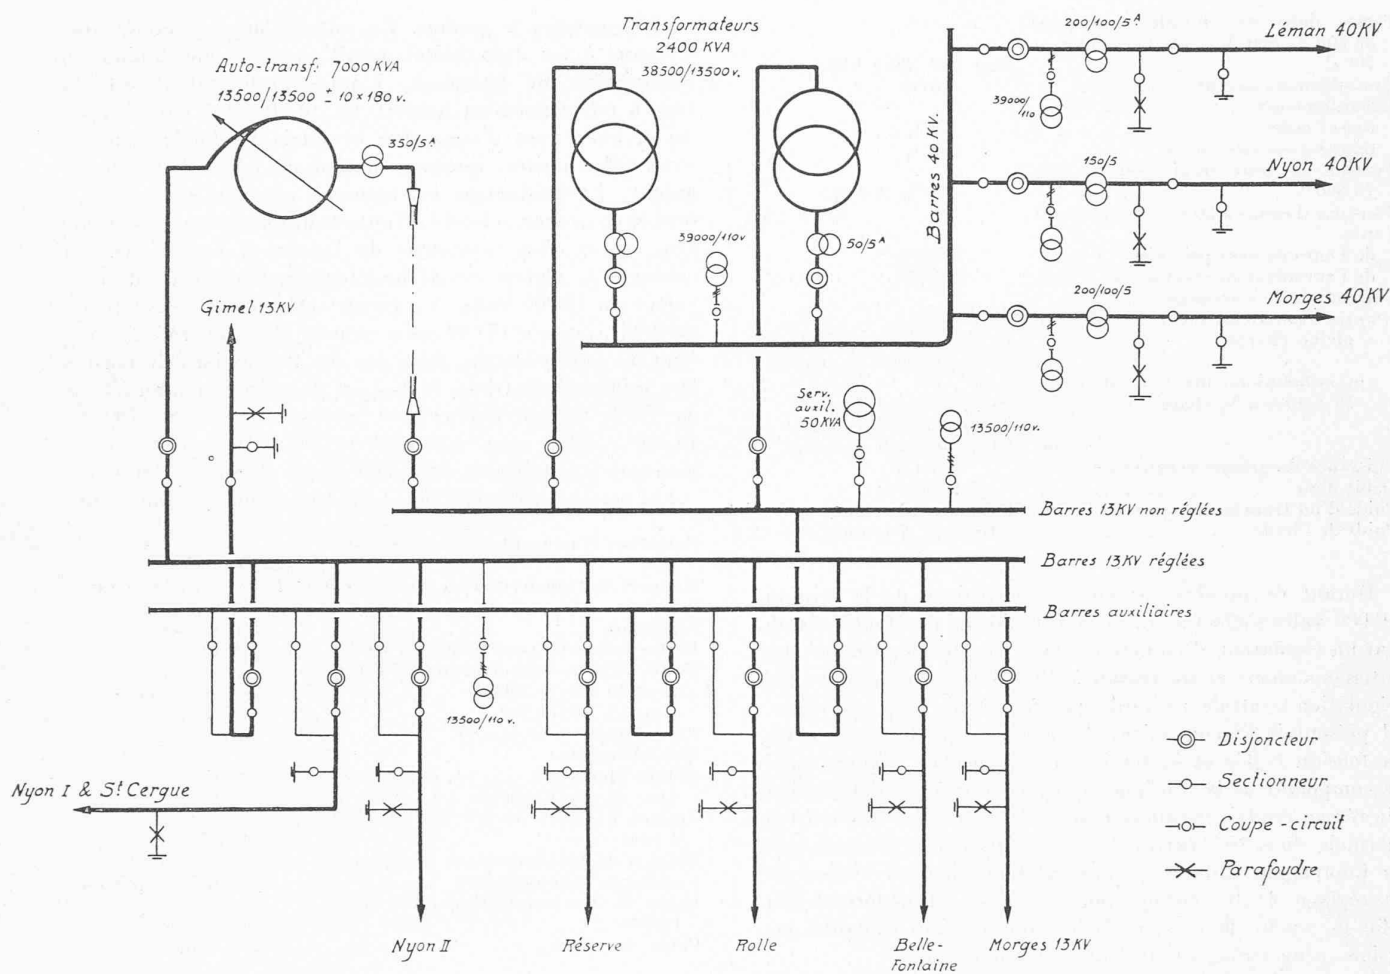 Transformateurs
2400 KVA
38500/13500 v.
Auto-transf. 7000 KVA
13500/13500 ± 10 × 180 v.
350/5 A
200/100/5 A
Léman 40KV
39000/110
Barres 40 KV.
150/5
Nyon 40KV
39000/110 v
50/5 A
200/100/5
Morges 40KV
Gimel 13KV
Serv.
auxil.
50 KVA
13500/110 v.
Barres 13KV non réglées
Barres 13KV réglées
Barres auxiliaires
13500/110 v.
Disjoncteur
Nyon I & St Cergue
Sectionneur
Coupe-circuit
Parafoudre
Nyon II
Réserve
Rolle
Belle-
Fontaine
Morges 13KV